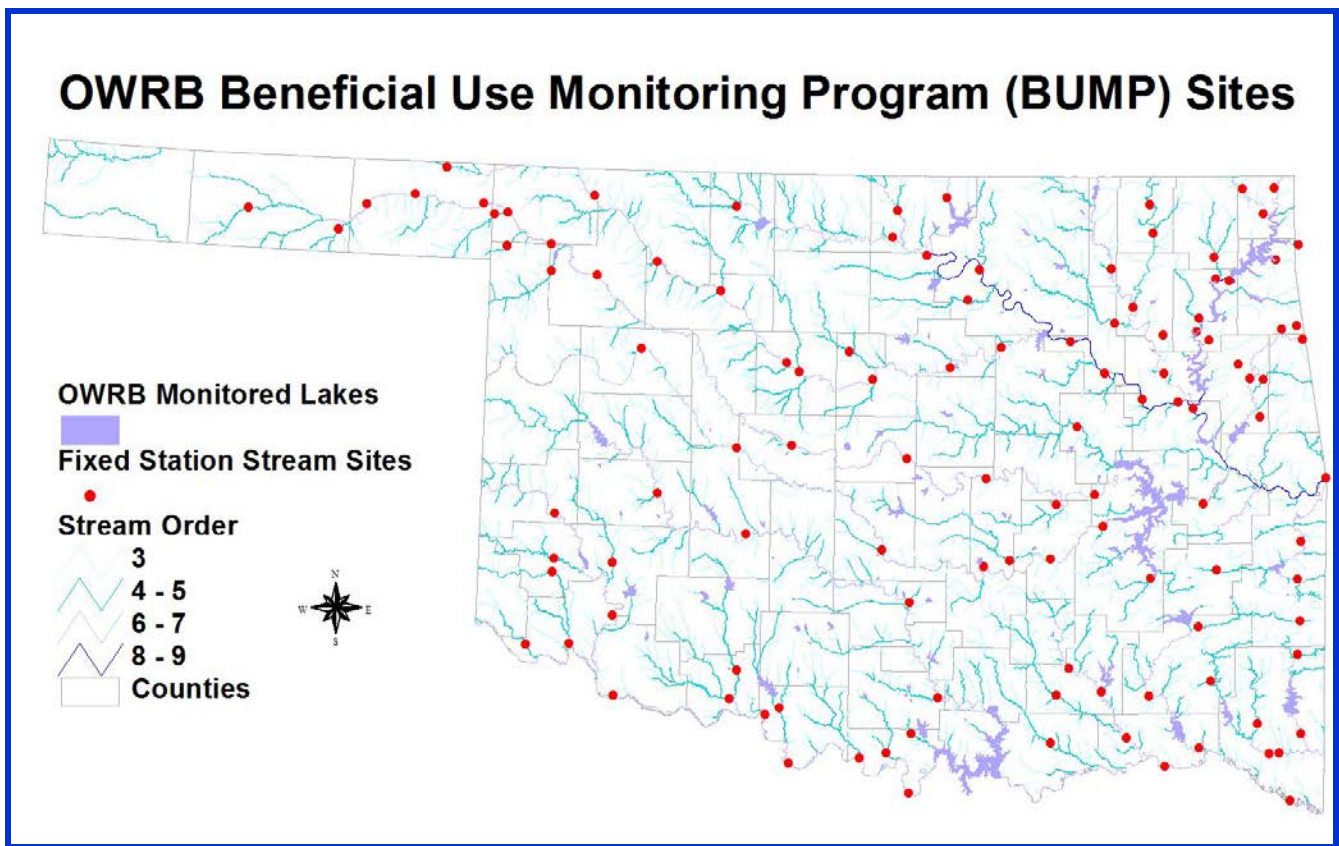 OWRB Beneficial Use Monitoring Program (BUMP) Sites
OWRB Monitored Lakes
Fixed Station Stream Sites
Stream Order
3
4 - 5
6 - 7
8 - 9
Counties
N
W E
S